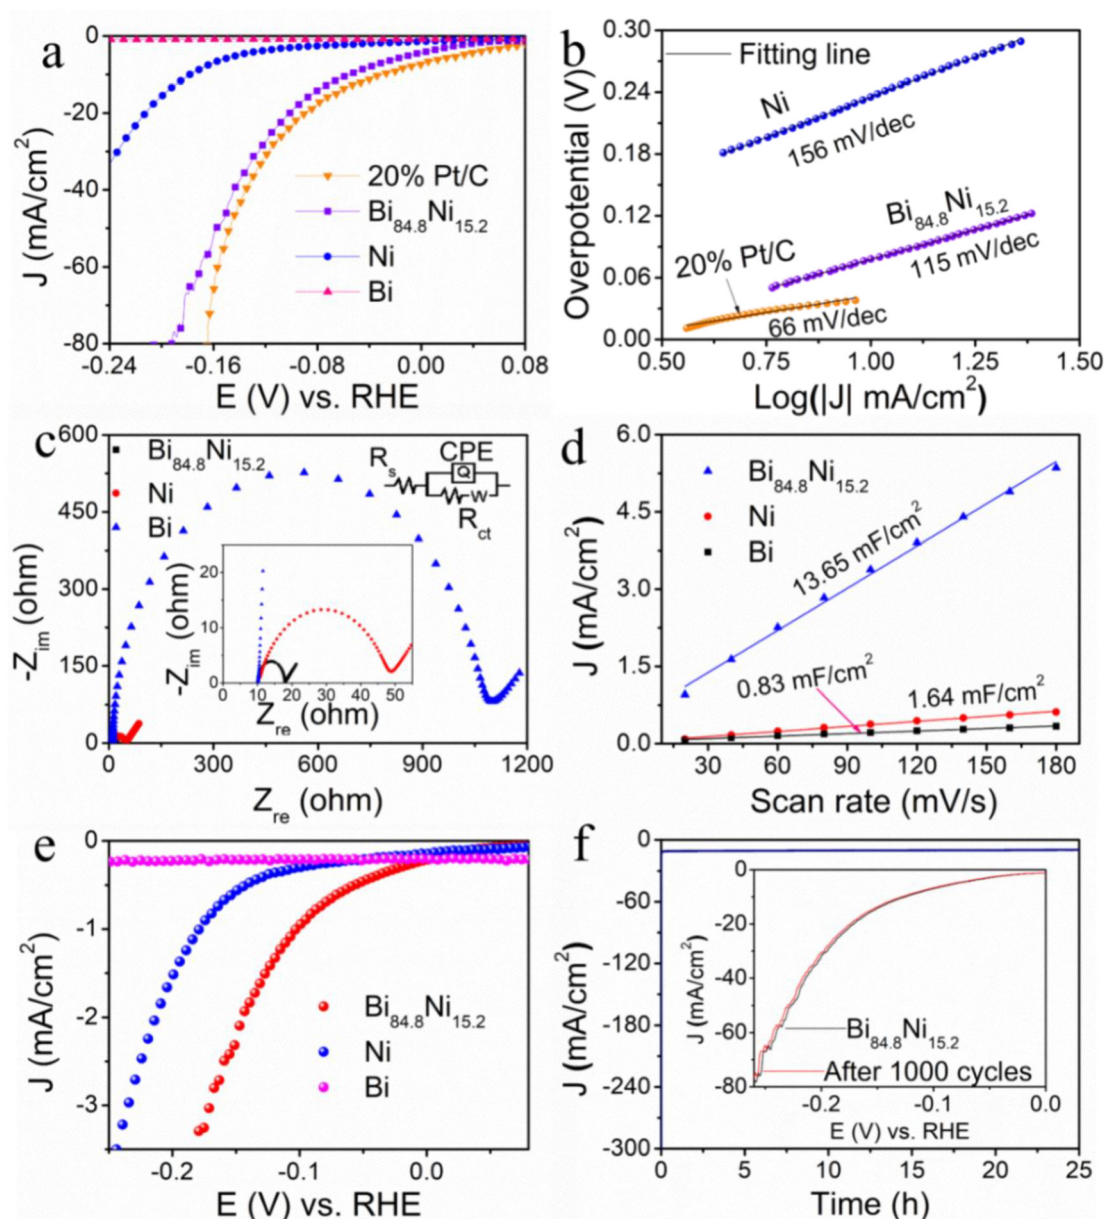 a
0
-20
-40
-60
-80
J (mA/cm²)
20% Pt/C
Bi₈₄.₈Ni₁₅.₂
Ni
Bi
-0.24 -0.16 -0.08 0.00 0.08
E (V) vs. RHE
b
0.30
0.24
0.18
0.12
0.06
0.00
Overpotential (V)
Fitting line
Ni
156 mV/dec
Bi₈₄.₈Ni₁₅.₂
115 mV/dec
20% Pt/C
66 mV/dec
0.50 0.75 1.00 1.25 1.50
Log(|J| mA/cm²)
c
600
450
300
150
0
-Zim (ohm)
Bi₈₄.₈Ni₁₅.₂
Ni
Bi
Rs
CPE
Q
W
Rct
20
10
0
-Zim (ohm)
0 10 20 30 40 50
Zre (ohm)
0 300 600 900 1200
Zre (ohm)
d
6.0
4.5
3.0
1.5
0.0
J (mA/cm²)
Bi₈₄.₈Ni₁₅.₂
Ni
Bi
13.65 mF/cm²
0.83 mF/cm²
1.64 mF/cm²
30 60 90 120 150 180
Scan rate (mV/s)
e
0
-1
-2
-3
J (mA/cm²)
Bi₈₄.₈Ni₁₅.₂
Ni
Bi
-0.2 -0.1 0.0
E (V) vs. RHE
f
0
-60
-120
-180
-240
-300
J (mA/cm²)
0
-20
-40
-60
-80
J (mA/cm²)
Bi₈₄.₈Ni₁₅.₂
After 1000 cycles
-0.2 -0.1 0.0
E (V) vs. RHE
0 5 10 15 20 25
Time (h)